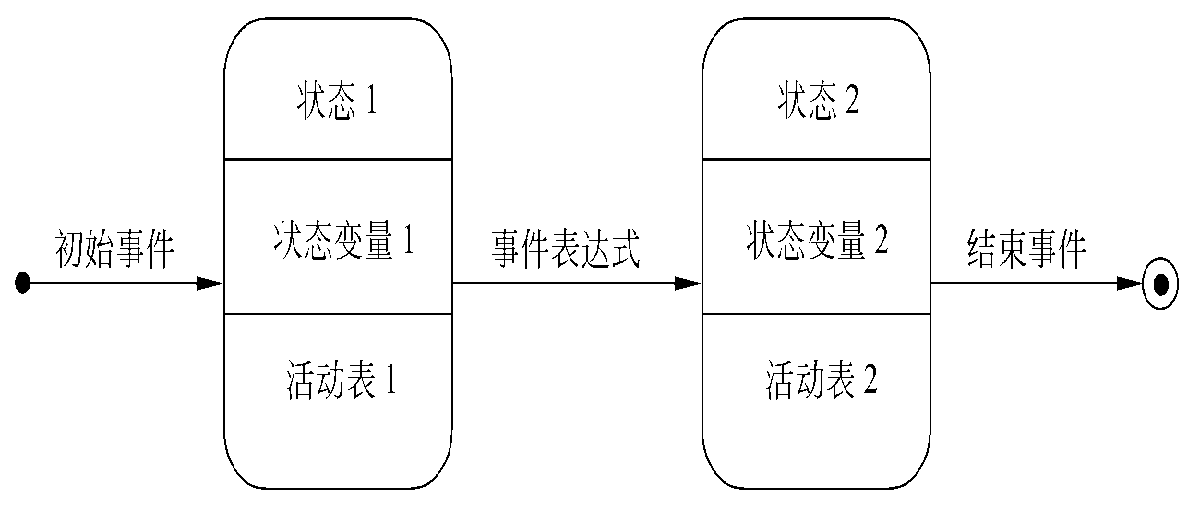 状态 1
状态 2
初始事件
状态变量 1
事件表达式
状态变量 2
结束事件
活动表 1
活动表 2